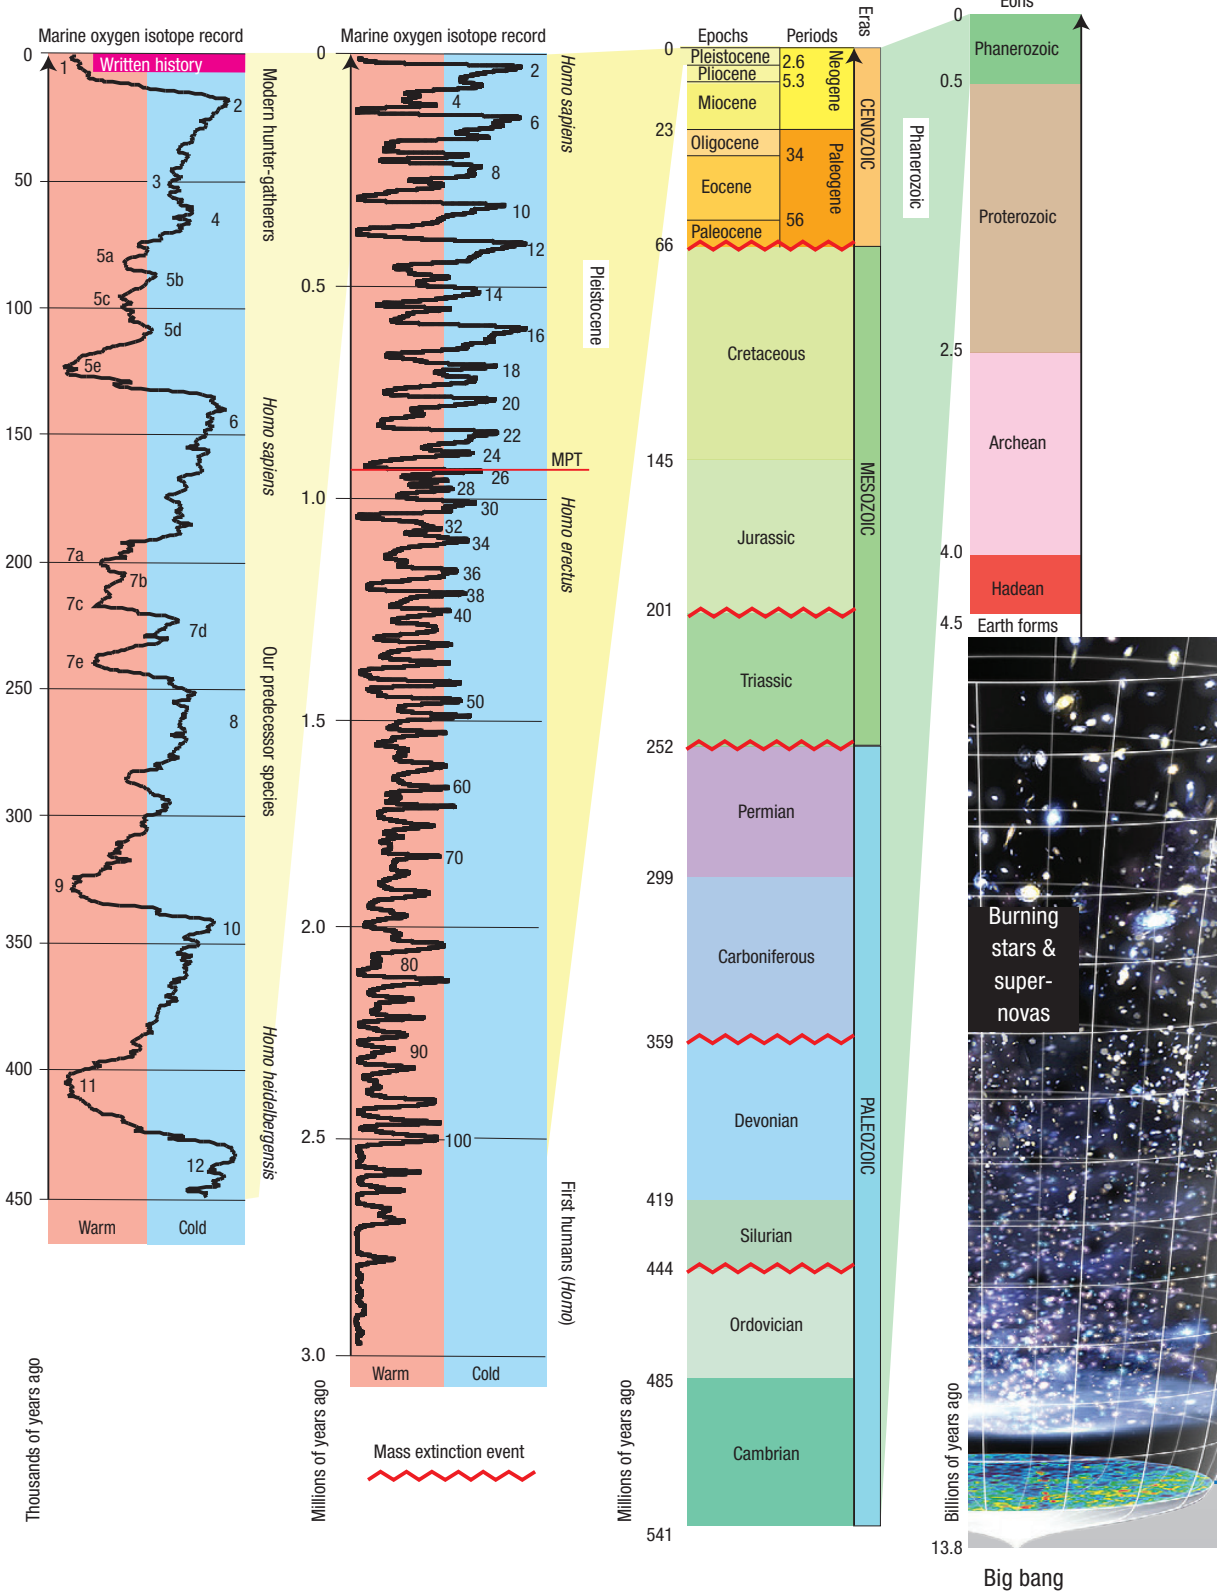 Marine oxygen isotope record
0
50
100
150
200
250
300
350
400
450
Written history
1
2
3
4
5a
5b
5c
5d
5e
6
7a
7b
7c
7d
7e
8
9
10
11
12
Warm
Cold
Thousands of years ago
Modern hunter-gatherers
Homo sapiens
Our predecessor species
Homo heidelbergensis
Marine oxygen isotope record
0
0.5
1.0
1.5
2.0
2.5
3.0
2
4
6
8
10
12
14
16
18
20
22
24
MPT
26
28
30
32
34
36
38
40
50
60
70
80
90
100
Warm
Cold
Millions of years ago
Homo sapiens
Pleistocene
Homo erectus
First humans (Homo)
Mass extinction event
Epochs
Periods
Eras
0
23
66
145
201
252
299
359
419
444
485
541
Pleistocene
Pliocene
Miocene
Oligocene
Eocene
Paleocene
2.6
5.3
34
56
Neogene
Paleogene
CENOZOIC
Cretaceous
Jurassic
Triassic
MESOZOIC
Permian
Carboniferous
Devonian
Silurian
Ordovician
Cambrian
PALEOZOIC
Millions of years ago
Phanerozoic
Eons
0
0.5
2.5
4.0
4.5
13.8
Phanerozoic
Proterozoic
Archean
Hadean
Earth forms
Burning
stars &
super-
novas
Billions of years ago
Big bang